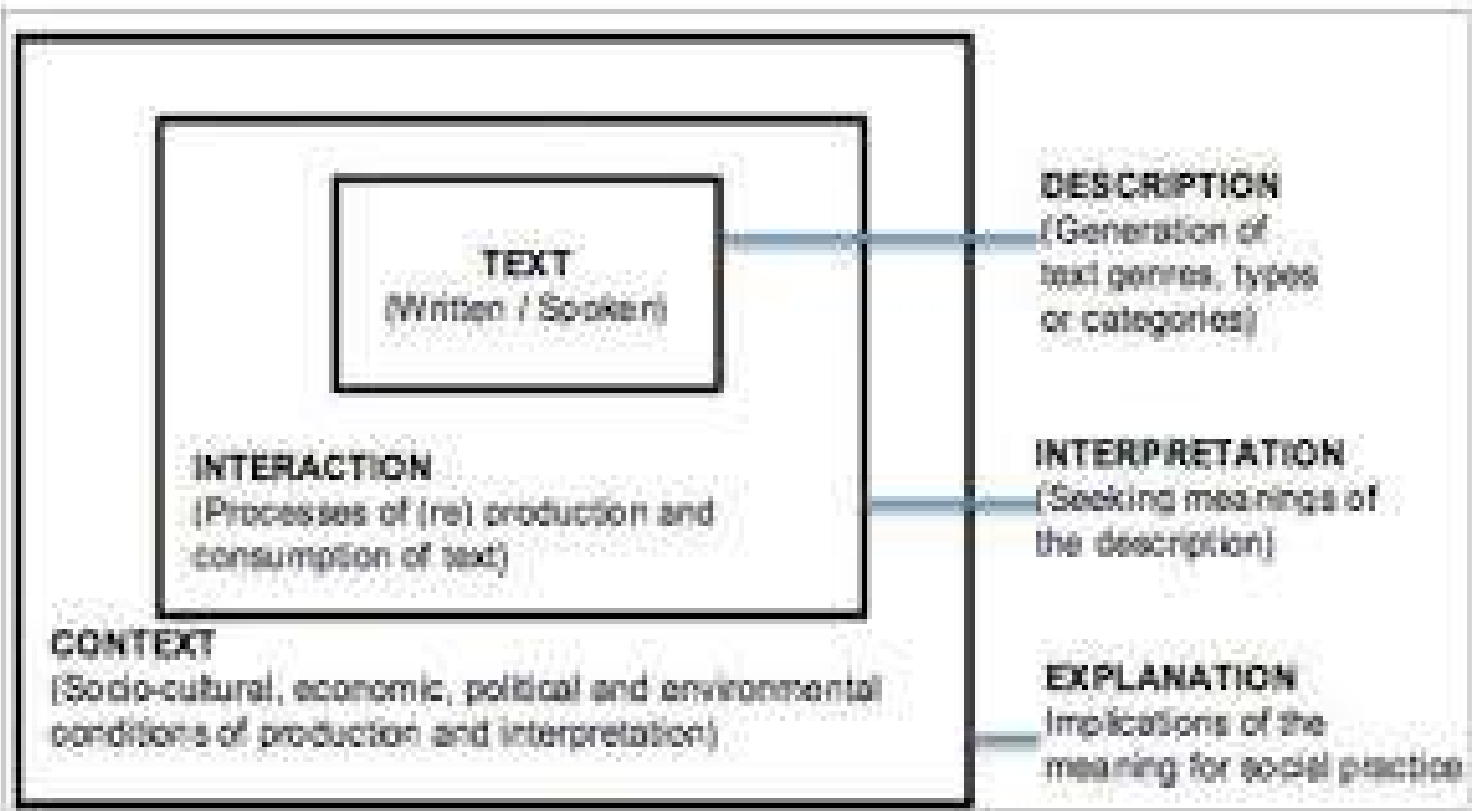 TEXT
(Written / Spoken)
INTERACTION
(Processes of (re) production and
consumption of text)
CONTEXT
(Socio-cultural, economic, political and environmental
conditions of production and interpretation)
DESCRIPTION
(Generation of
text genres, types
or categories)
INTERPRETATION
(Seeking meanings of
the description)
EXPLANATION
Implications of the
meaning for social practice